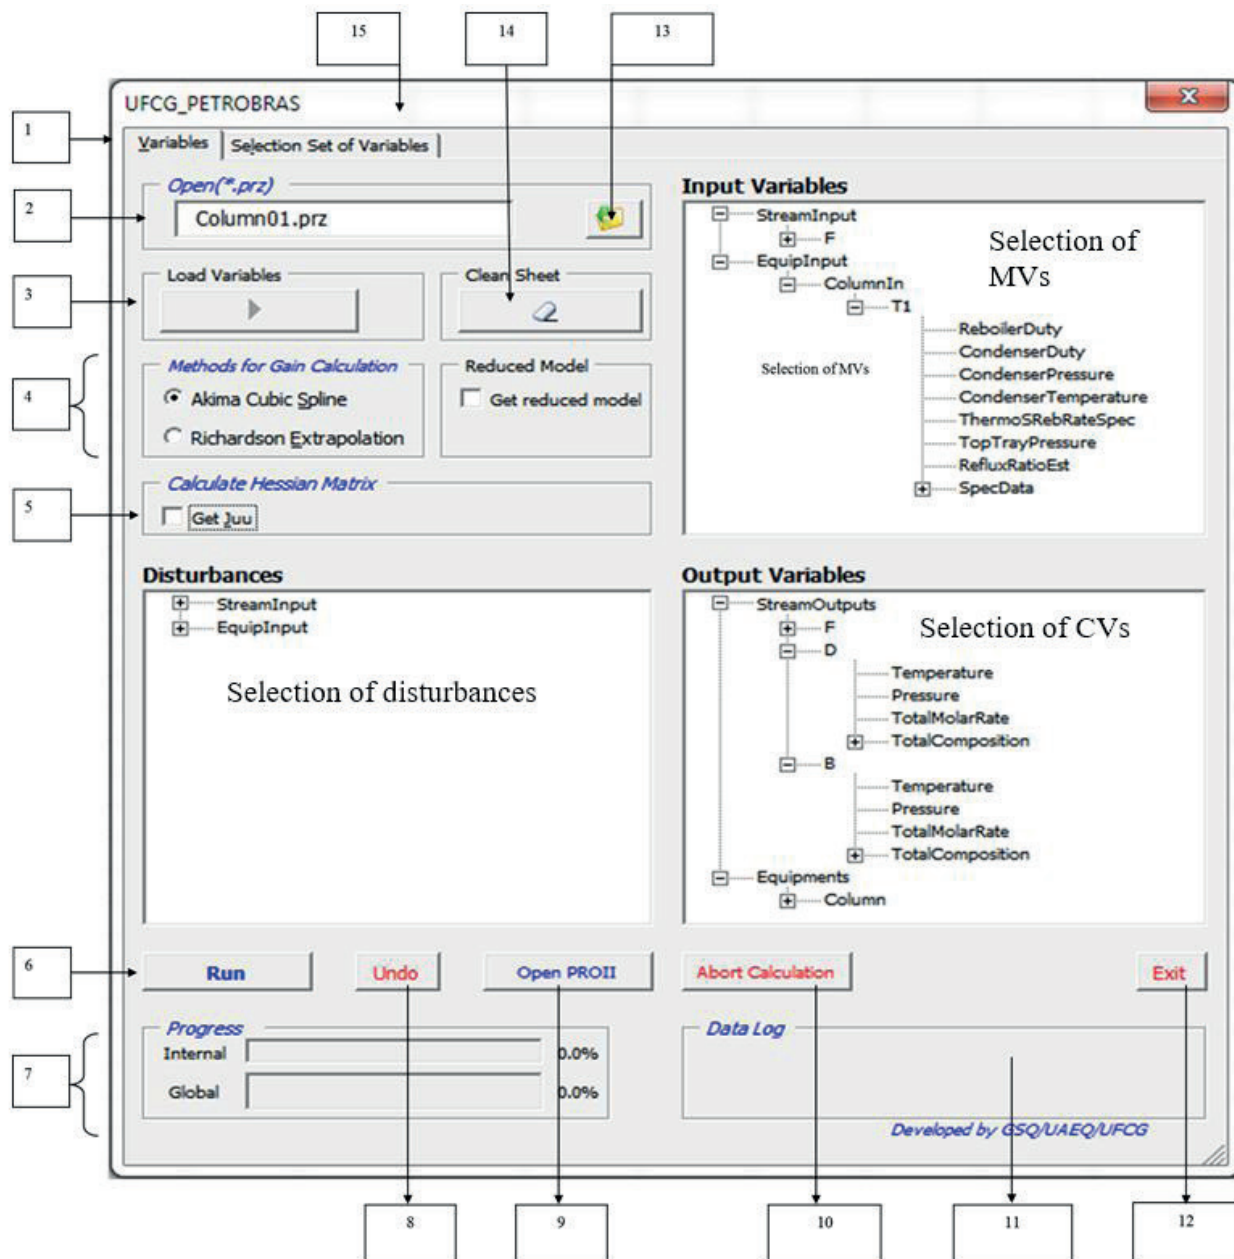 15
14
13
UFCG_PETROBRAS
1
Variables
Selection Set of Variables
2
Open(*.prz)
Column01.prz
3
Load Variables
Clean Sheet
4
Methods for Gain Calculation
Akima Cubic Spline
Richardson Extrapolation
Reduced Model
Get reduced model
5
Calculate Hessian Matrix
Get Juu
Input Variables
StreamInput
F
EquipInput
ColumnIn
T1
ReboilerDuty
CondenserDuty
CondenserPressure
CondenserTemperature
ThermoSRebRateSpec
TopTrayPressure
RefluxRatioEst
SpecData
Selection of
MVs
Selection of MVs
Disturbances
StreamInput
EquipInput
Selection of disturbances
Output Variables
StreamOutputs
F
D
Temperature
Pressure
TotalMolarRate
TotalComposition
B
Temperature
Pressure
TotalMolarRate
TotalComposition
Equipments
Column
Selection of CVs
6
Run
Undo
Open PROII
Abort Calculation
Exit
7
Progress
Internal
0.0%
Global
0.0%
Data Log
Developed by GSQ/UAEQ/UFCG
8
9
10
11
12